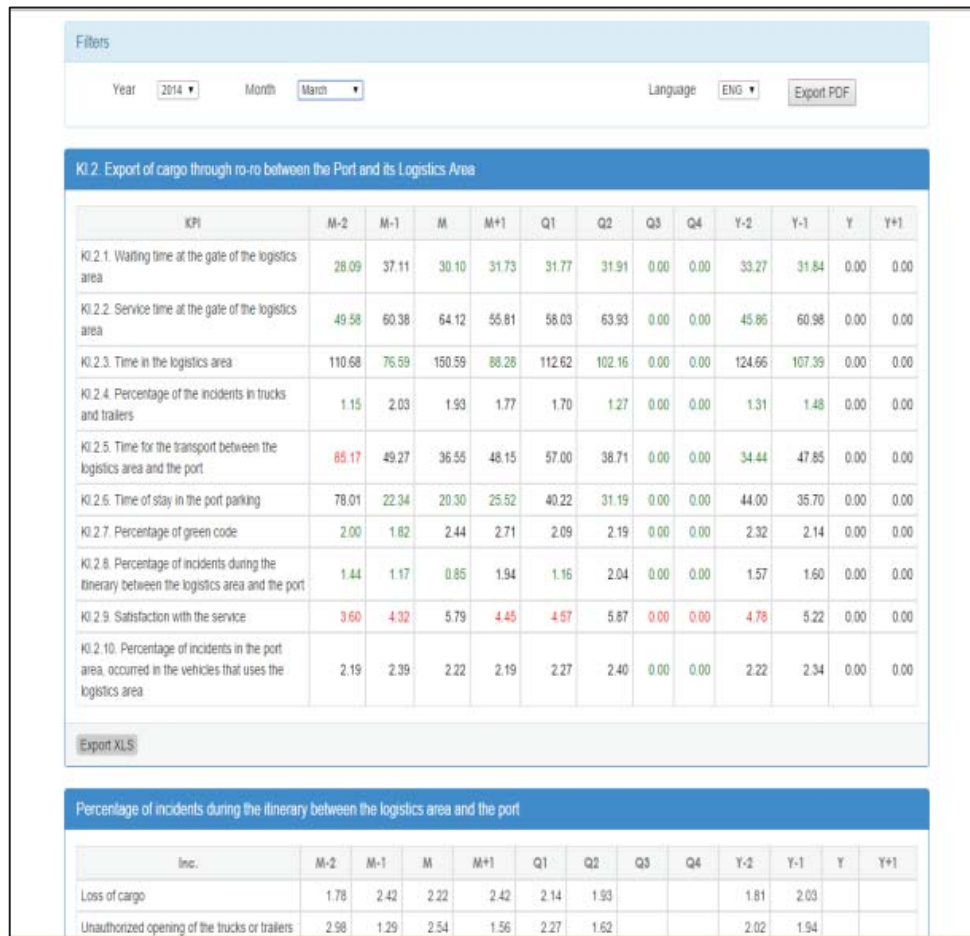 Filters
Year 2014 Month March Language ENG Export PDF
KI.2. Export of cargo through ro-ro between the Port and its Logistics Area
KPI M-2 M-1 M M+1 Q1 Q2 Q3 Q4 Y-2 Y-1 Y Y+1
KI.2.1. Waiting time at the gate of the logistics
area
28.09 37.11 30.10 31.73 31.77 31.91 0.00 0.00 33.27 31.84 0.00 0.00
KI.2.2. Service time at the gate of the logistics
area
49.58 60.38 64.12 55.81 58.03 63.93 0.00 0.00 45.86 60.98 0.00 0.00
KI.2.3. Time in the logistics area 110.68 76.59 150.59 88.28 112.62 102.16 0.00 0.00 124.66 107.39 0.00 0.00
KI.2.4. Percentage of the incidents in trucks
and trailers
1.15 2.03 1.93 1.77 1.70 1.27 0.00 0.00 1.31 1.48 0.00 0.00
KI.2.5. Time for the transport between the
logistics area and the port
85.17 49.27 36.55 48.15 57.00 38.71 0.00 0.00 34.44 47.85 0.00 0.00
KI.2.6. Time of stay in the port parking 78.01 22.34 20.30 25.52 40.22 31.19 0.00 0.00 44.00 35.70 0.00 0.00
KI.2.7. Percentage of green code 2.00 1.82 2.44 2.71 2.09 2.19 0.00 0.00 2.32 2.14 0.00 0.00
KI.2.8. Percentage of incidents during the
itinerary between the logistics area and the port
1.44 1.17 0.85 1.94 1.16 2.04 0.00 0.00 1.57 1.60 0.00 0.00
KI.2.9. Satisfaction with the service 3.60 4.32 5.79 4.45 4.57 5.87 0.00 0.00 4.78 5.22 0.00 0.00
KI.2.10. Percentage of incidents in the port
area, occurred in the vehicles that uses the
logistics area
2.19 2.39 2.22 2.19 2.27 2.40 0.00 0.00 2.22 2.34 0.00 0.00
Export XLS
Percentage of incidents during the itinerary between the logistics area and the port
Inc. M-2 M-1 M M+1 Q1 Q2 Q3 Q4 Y-2 Y-1 Y Y+1
Loss of cargo 1.78 2.42 2.22 2.42 2.14 1.93 1.81 2.03
Unauthorized opening of the trucks or trailers 2.98 1.29 2.54 1.56 2.27 1.62 2.02 1.94